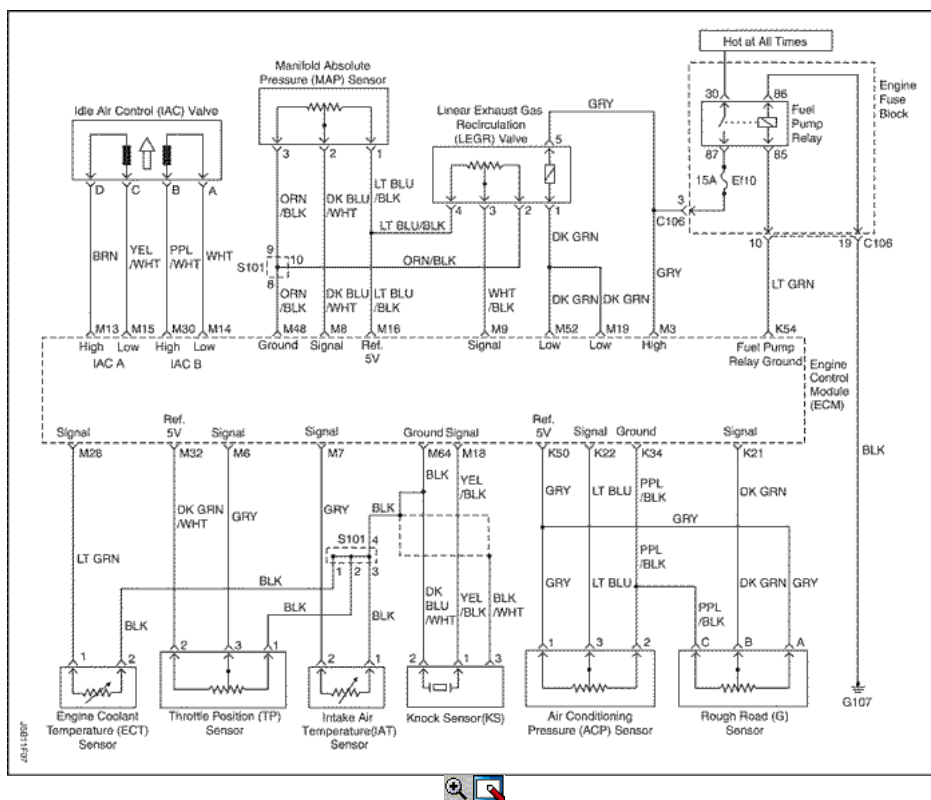 Hot at All Times
Manifold Absolute
Pressure (MAP) Sensor
Idle Air Control (IAC) Valve
Linear Exhaust Gas
Recirculation
(LEGR) Valve
GRY
Engine
Fuse
Block
30
86
Fuel
Pump
Relay
87
85
15A
Ef10
3
C106
10
19
C106
5
3
2
1
4
3
2
1
D
C
B
A
ORN
/BLK
DK BLU
/WHT
LT BLU
/BLK
LT BLU/BLK
DK GRN
BRN
YEL
/WHT
PPL
/WHT
WHT
9
10
S101
8
ORN/BLK
GRY
LT GRN
ORN
/BLK
DK BLU
/WHT
LT BLU
/BLK
WHT
/BLK
DK GRN
DK GRN
M13
M15
M30
M14
M48
M8
M16
M9
M52
M19
M3
K54
High
Low
High
Low
Ground
Signal
Ref.
5V
Signal
Low
Low
High
Fuel Pump
Relay Ground
IAC A
IAC B
Engine
Control
Module
(ECM)
Signal
Ref.
5V
Signal
Signal
Ground
Signal
Ref.
5V
Signal
Ground
Signal
M28
M32
M6
M7
M64
M18
K50
K22
K34
K21
BLK
BLK
YEL
/BLK
GRY
LT BLU
PPL
/BLK
DK GRN
DK GRN
/WHT
GRY
GRY
BLK
GRY
S101
4
1
2
3
LT GRN
BLK
BLK
BLK
BLK
DK
BLU
/WHT
YEL
/BLK
BLK
/WHT
GRY
LT BLU
PPL
/BLK
PPL
/BLK
DK GRN
GRY
1
2
2
3
1
2
1
2
1
3
1
3
2
C
B
A
G107
Engine Coolant
Temperature (ECT)
Sensor
Throttle Position (TP)
Sensor
Intake Air
Temperature(IAT)
Sensor
Knock Sensor(KS)
Air Conditioning
Pressure (ACP) Sensor
Rough Road (G)
Sensor